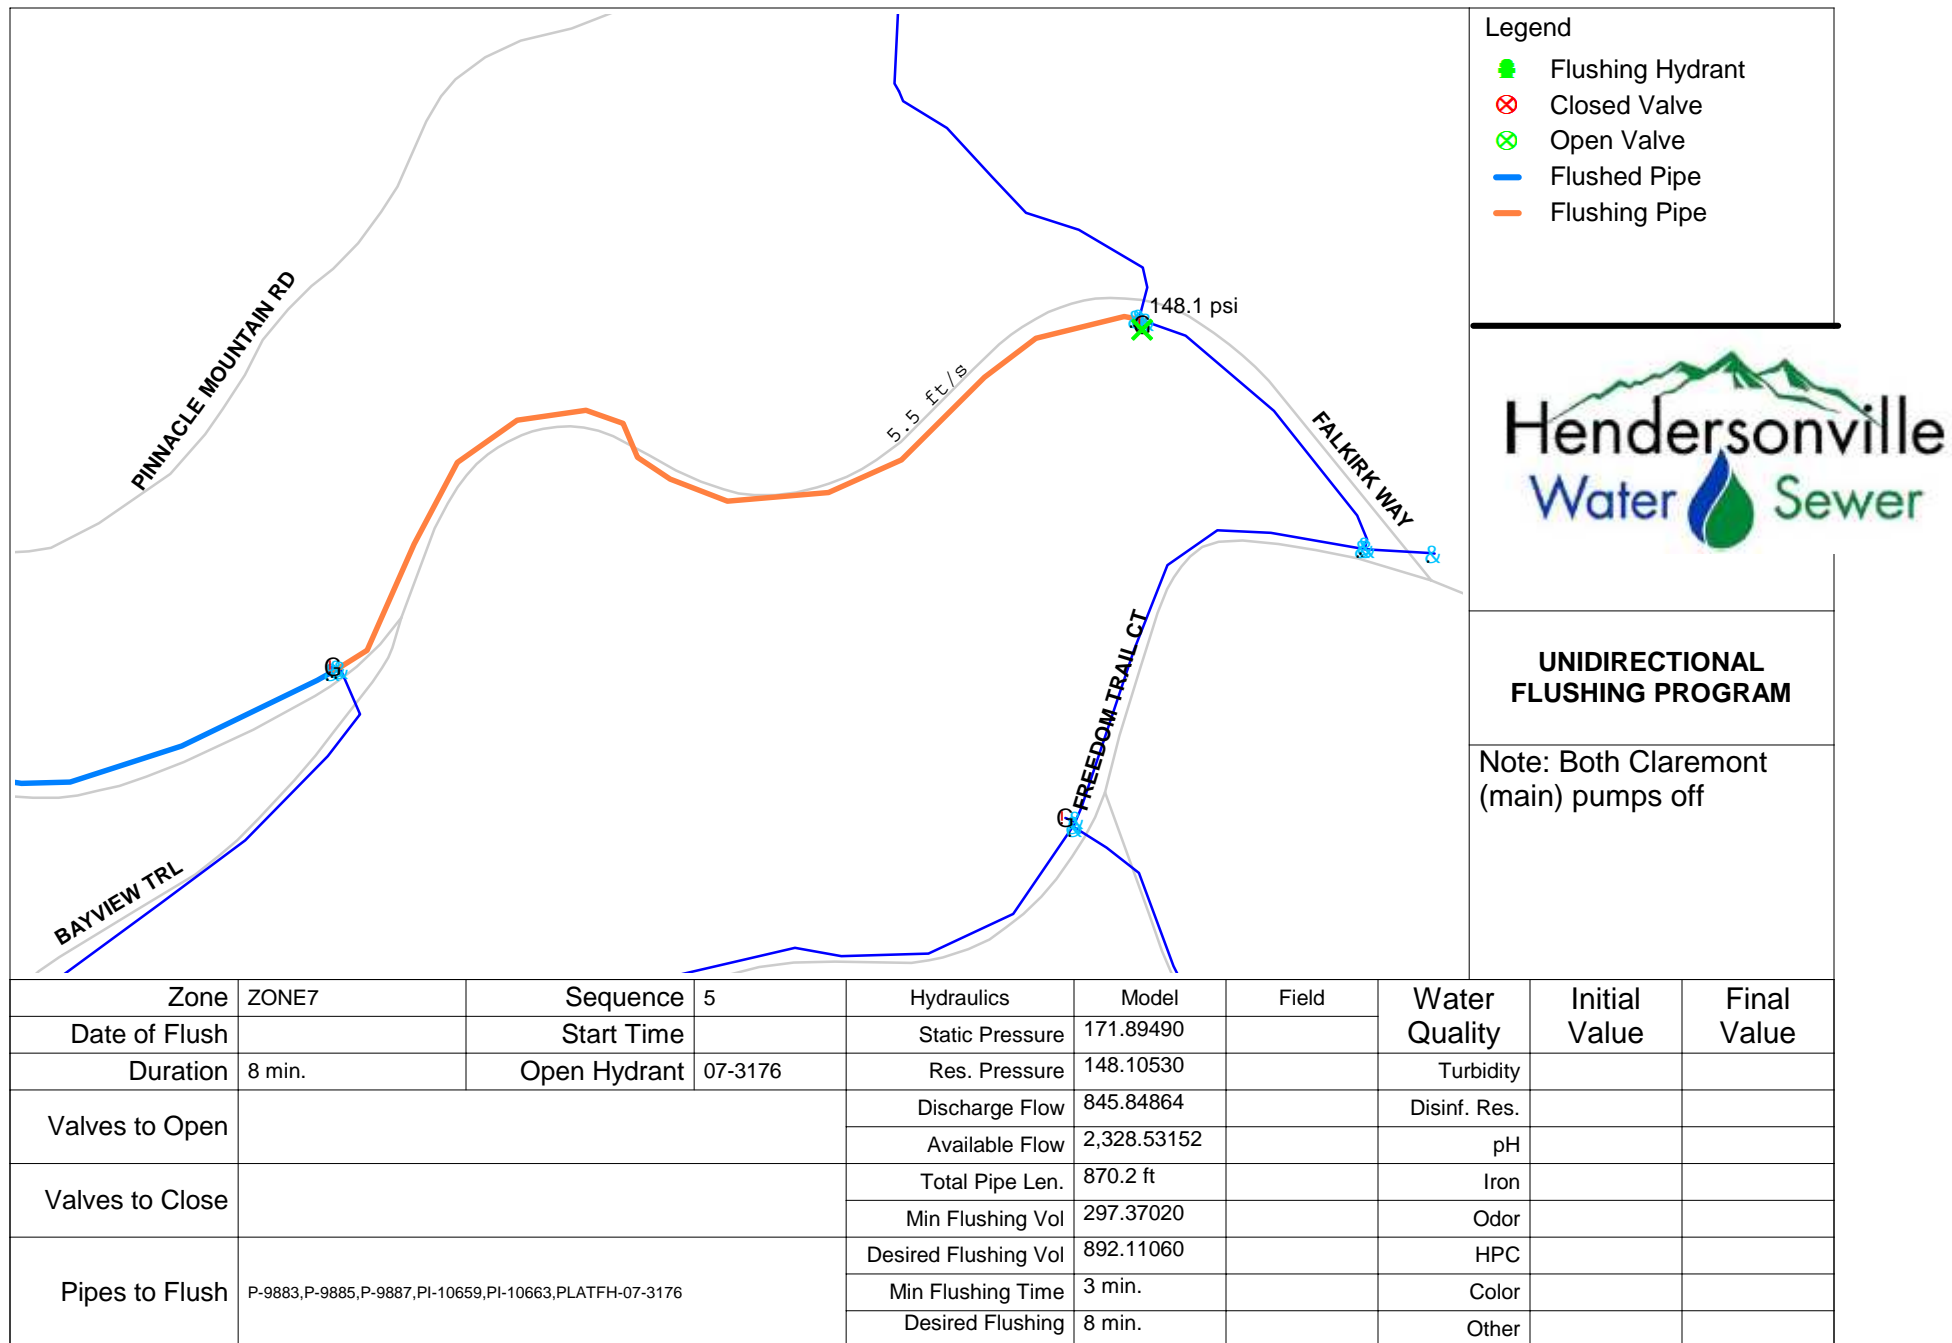 Legend
Flushing Hydrant
Closed Valve
Open Valve
Flushed Pipe
Flushing Pipe
PINNACLE MOUNTAIN RD
148.1 psi
5.5 ft/s
FALKIRK WAY
FREEDOM TRAIL CT
BAYVIEW TRL
G
G
&
&
&
&
Hendersonville
Water Sewer
UNIDIRECTIONAL
FLUSHING PROGRAM
Note: Both Claremont
(main) pumps off
Zone ZONE7 Sequence 5 Hydraulics Model Field Water Quality Initial Value Final Value
Date of Flush Start Time Static Pressure 171.89490
Duration 8 min. Open Hydrant 07-3176 Res. Pressure 148.10530 Turbidity
Valves to Open Discharge Flow 845.84864 Disinf. Res.
Available Flow 2,328.53152 pH
Valves to Close Total Pipe Len. 870.2 ft Iron
Min Flushing Vol 297.37020 Odor
Pipes to Flush P-9883,P-9885,P-9887,PI-10659,PI-10663,PLATFH-07-3176 Desired Flushing Vol 892.11060 HPC
Min Flushing Time 3 min. Color
Desired Flushing 8 min. Other